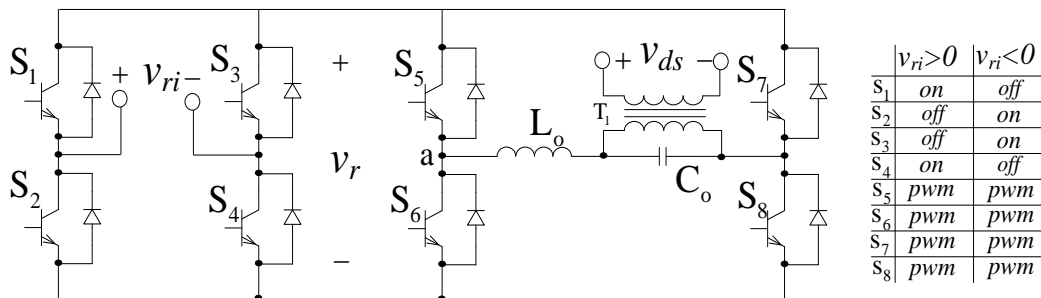 S1 + vri − S3 + S5 + vds − S7
T1
Lo
vr a
Co
S2 S4 S6 S8
−
vri>0 vri<0
S1 on off
S2 off on
S3 off on
S4 on off
S5 pwm pwm
S6 pwm pwm
S7 pwm pwm
S8 pwm pwm